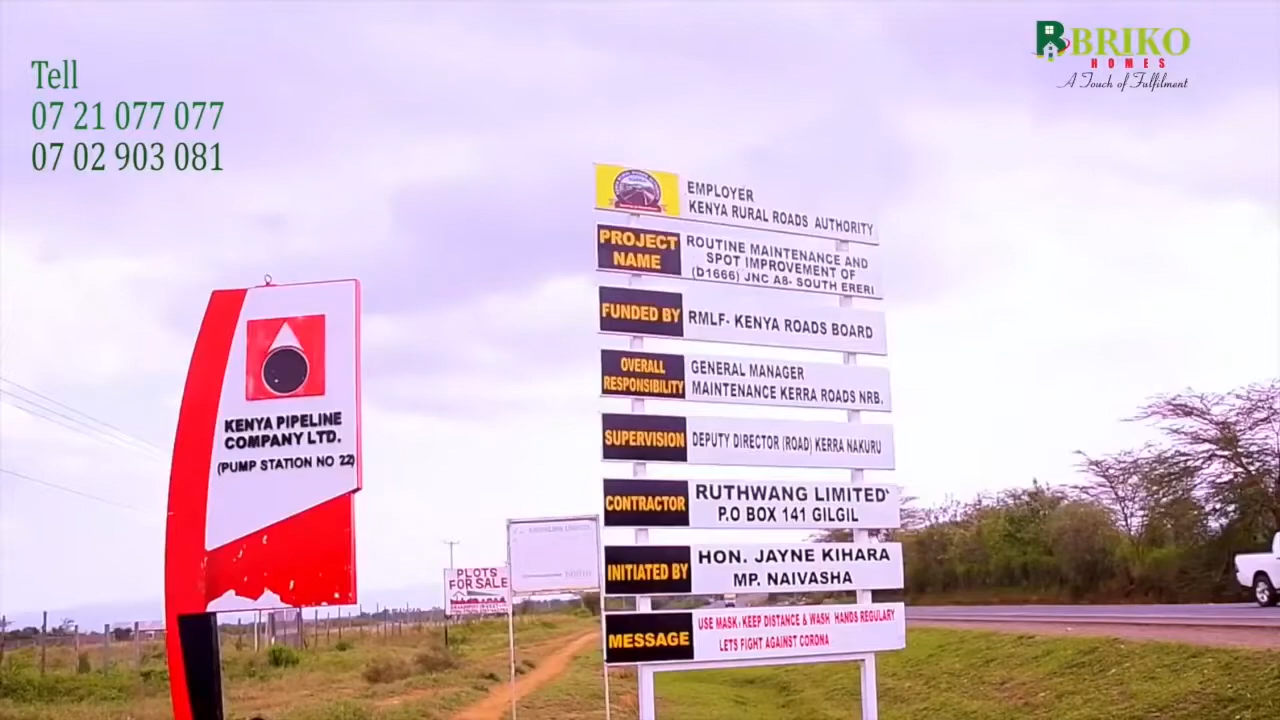 Tell
07 21 077 077
07 02 903 081
BRIKO
HOMES
A Touch of Fulfilment
KENYA PIPELINE
COMPANY LTD.
(PUMP STATION NO 22)
PLOTS
FOR SALE
EMPLOYER
KENYA RURAL ROADS AUTHORITY
PROJECT
NAME
ROUTINE MAINTENANCE AND
SPOT IMPROVEMENT OF
(D1666) JNC A8- SOUTH ERERI
FUNDED BY
RMLF- KENYA ROADS BOARD
OVERALL
RESPONSIBILITY
GENERAL MANAGER
MAINTENANCE KERRA ROADS NRB.
SUPERVISION
DEPUTY DIRECTOR (ROAD) KERRA NAKURU
CONTRACTOR
RUTHWANG LIMITED
P.O BOX 141 GILGIL
INITIATED BY
HON. JAYNE KIHARA
MP. NAIVASHA
MESSAGE
USE MASK, KEEP DISTANCE & WASH HANDS REGULARY
LETS FIGHT AGAINST CORONA